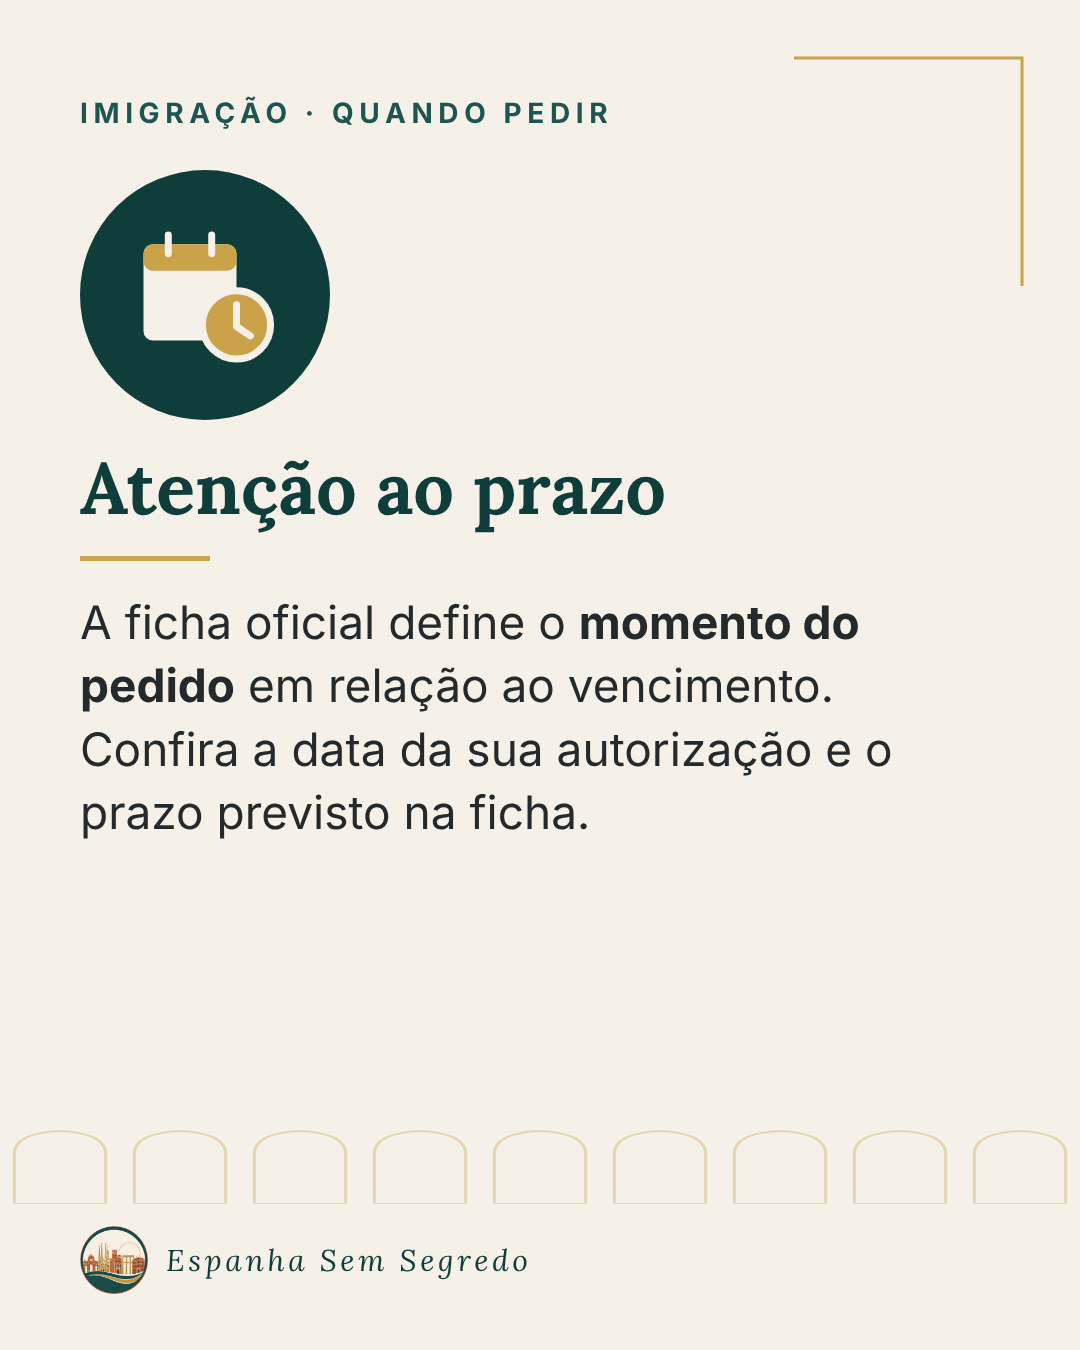 IMIGRAÇÃO · QUANDO PEDIR
Atenção ao prazo
A ficha oficial define o momento do
pedido em relação ao vencimento.
Confira a data da sua autorização e o
prazo previsto na ficha.
Espanha Sem Segredo